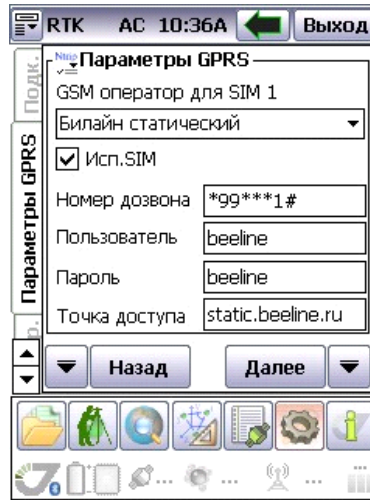 RTK AC 10:36A Выход
Ntrip Параметры GPRS
Подк.
GSM оператор для SIM 1
Билайн статический
Исп.SIM
Параметры GPRS
Номер дозвона *99***1#
Пользователь beeline
Пароль beeline
Точка доступа static.beeline.ru
р.
Назад Далее
... ... ...